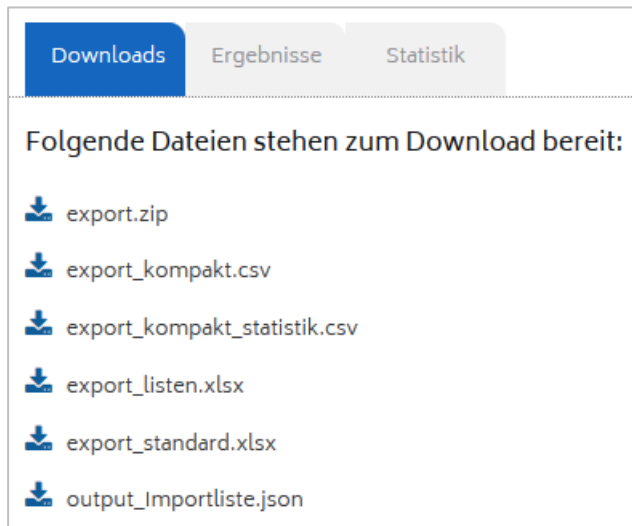 Downloads Ergebnisse Statistik
Folgende Dateien stehen zum Download bereit:
export.zip
export_kompakt.csv
export_kompakt_statistik.csv
export_listen.xlsx
export_standard.xlsx
output_Importliste.json